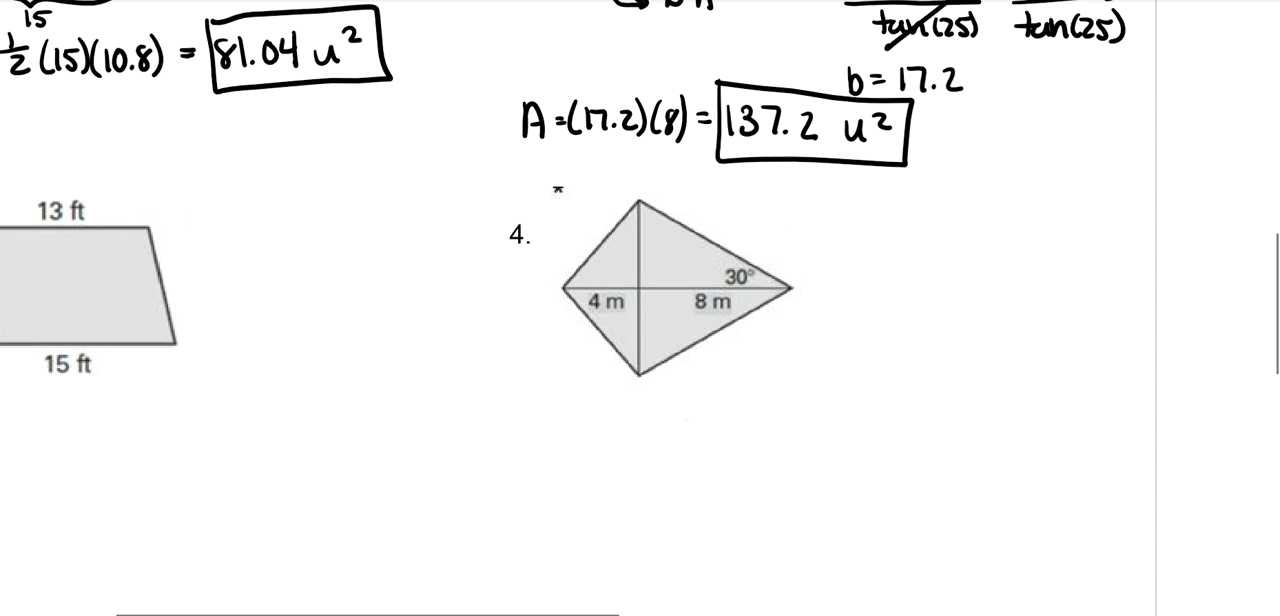 15
½ (15)(10.8) = 81.04 u²
tan(25) tan(25)
b = 17.2
A = (17.2)(8) = 137.2 u²
13 ft
15 ft
4.
30°
4 m 8 m